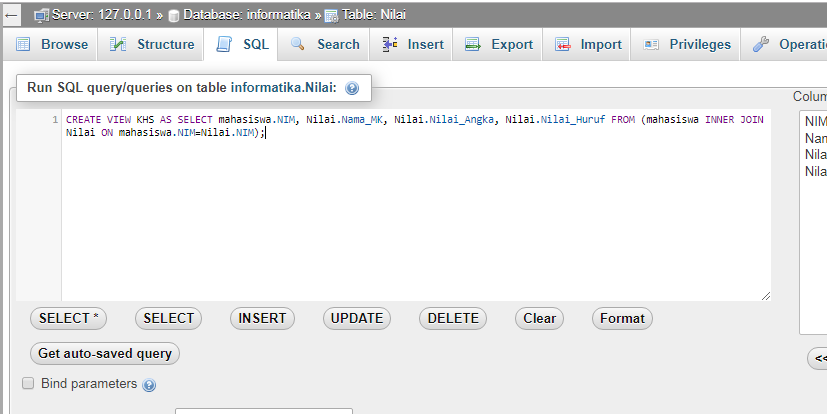 Server: 127.0.0.1 » Database: informatika » Table: Nilai
Browse Structure SQL Search Insert Export Import Privileges
Run SQL query/queries on table informatika.Nilai:
Colum
1 CREATE VIEW KHS AS SELECT mahasiswa.NIM, Nilai.Nama_MK, Nilai.Nilai_Angka, Nilai.Nilai_Huruf FROM (mahasiswa INNER JOIN
Nilai ON mahasiswa.NIM=Nilai.NIM);
NIM
Nam
Nila
Nila
SELECT * SELECT INSERT UPDATE DELETE Clear Format
Get auto-saved query
<<
Bind parameters